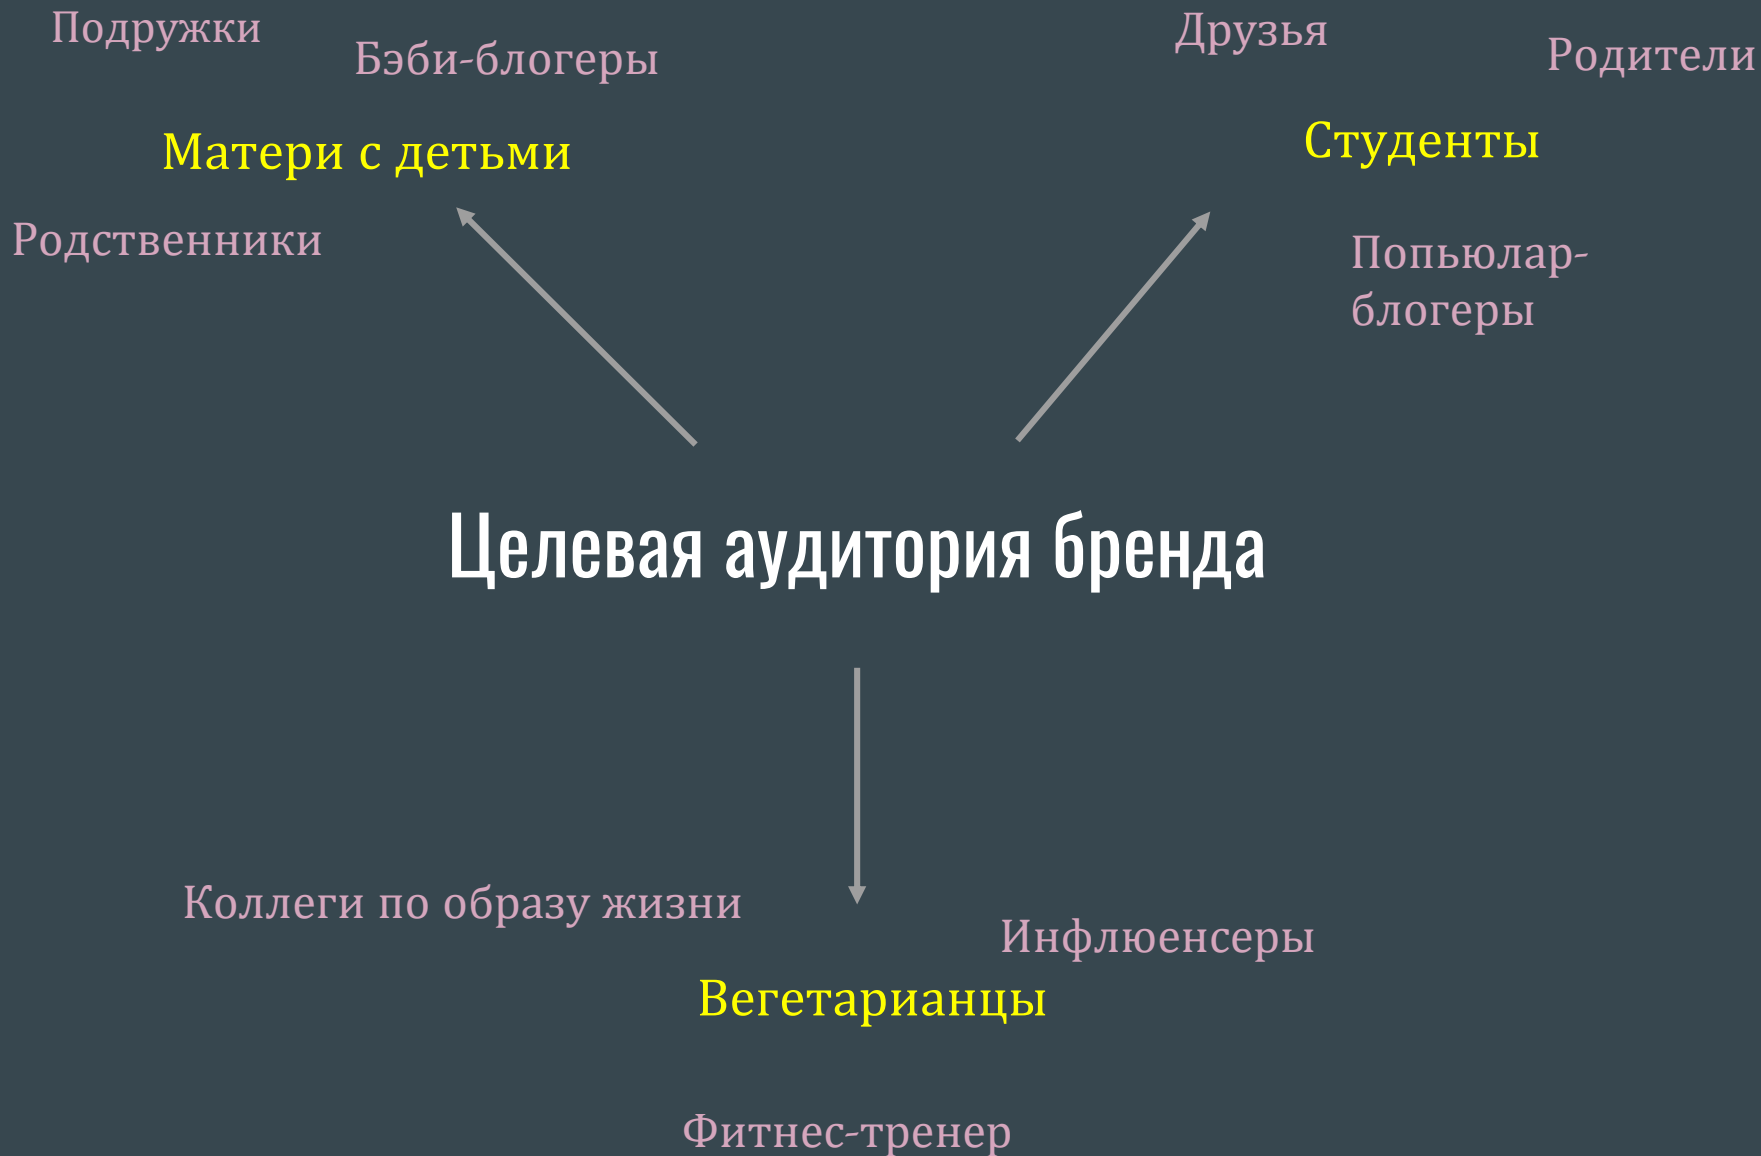 Подружки
Бэби-блогеры
Матери с детьми
Родственники
Друзья
Родители
Студенты
Попьюлар-
блогеры
Целевая аудитория бренда
Коллеги по образу жизни
Инфлюенсеры
Вегетарианцы
Фитнес-тренер